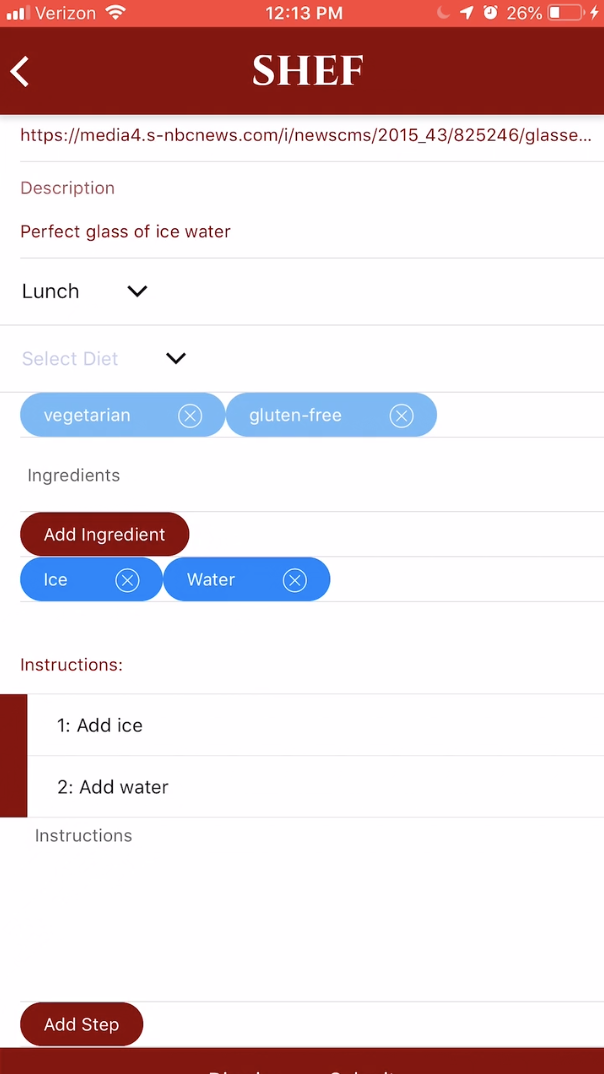 Verizon 12:13 PM 26%
SHEF
https://media4.s-nbcnews.com/i/newscms/2015_43/825246/glasse...
Description
Perfect glass of ice water
Lunch
Select Diet
vegetarian gluten-free
Ingredients
Add Ingredient
Ice Water
Instructions:
1: Add ice
2: Add water
Instructions
Add Step